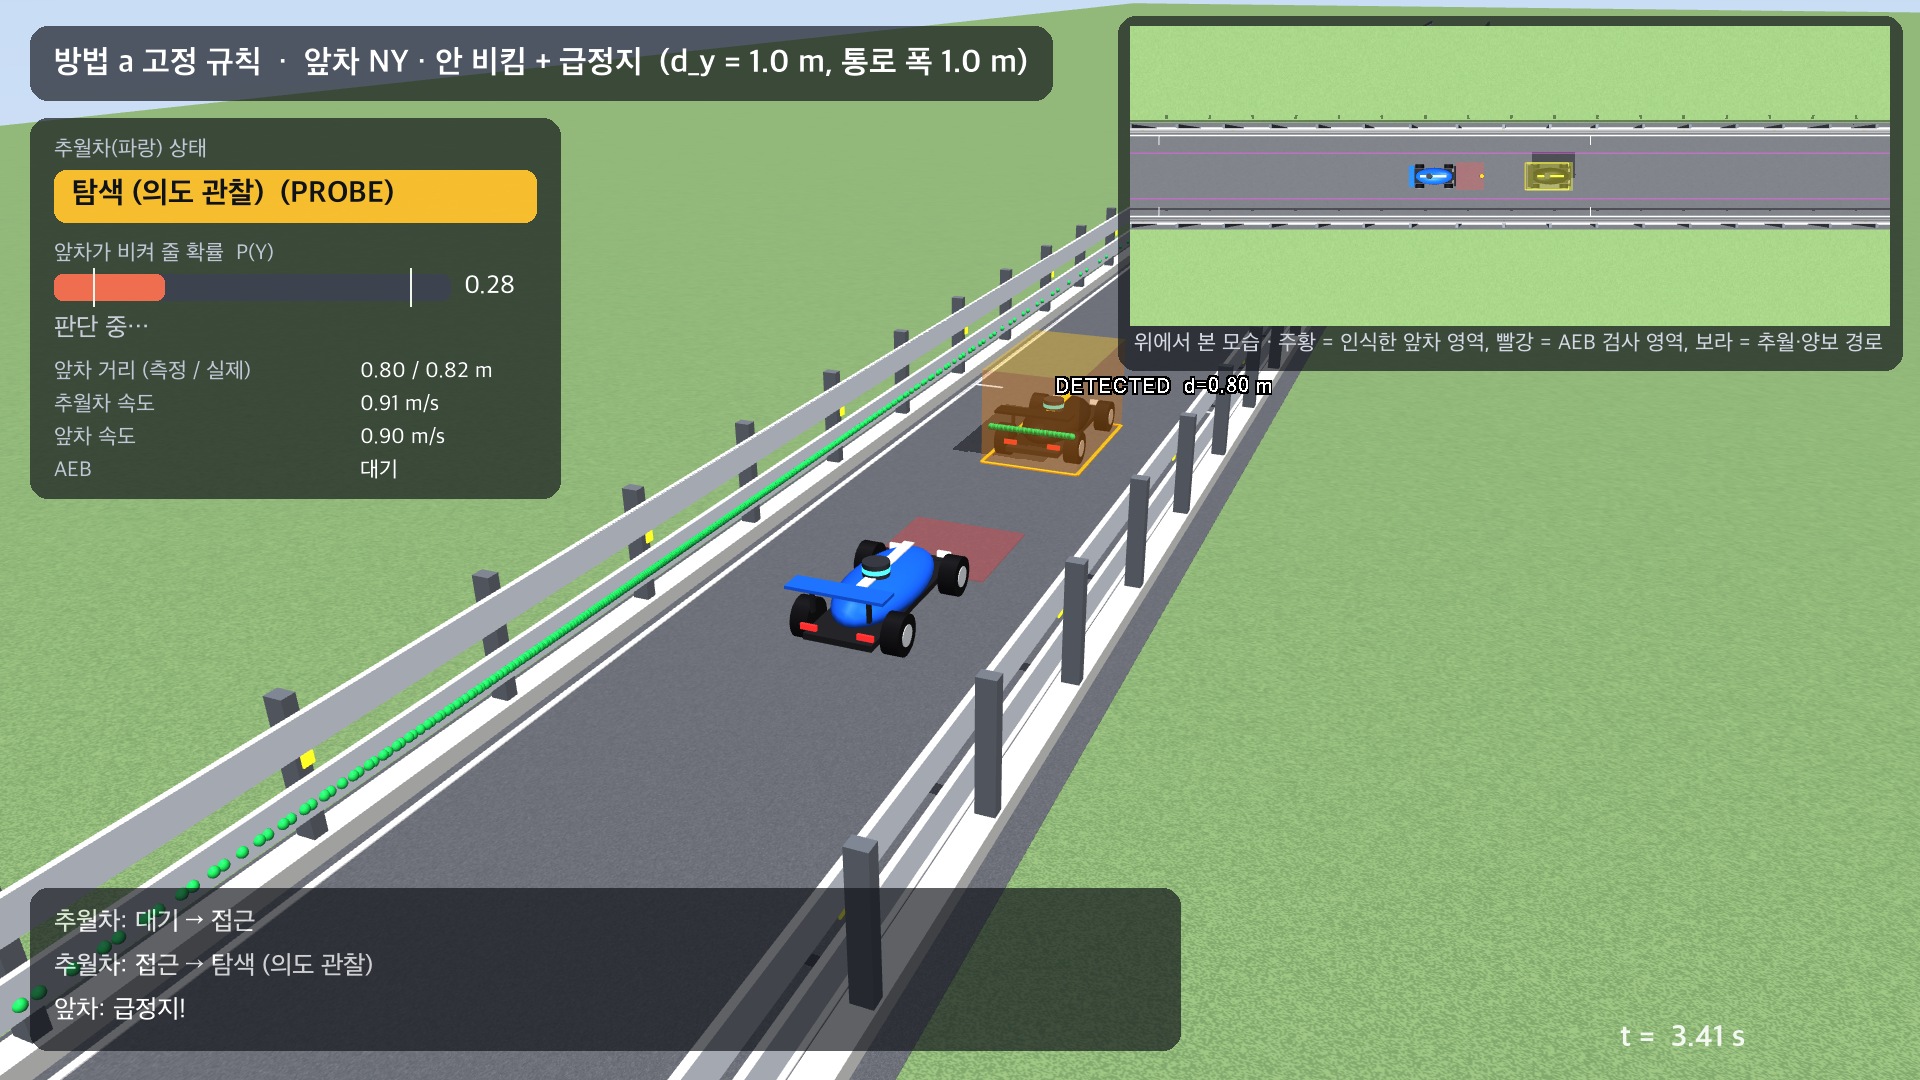 방법 a 고정 규칙 · 앞차 NY · 안 비킴 + 급정지 (d_y = 1.0 m, 통로 폭 1.0 m)
추월차(파랑) 상태
탐색 (의도 관찰) (PROBE)
앞차가 비켜 줄 확률 P(Y)
0.28
판단 중…
앞차 거리 (측정 / 실제) 0.80 / 0.82 m
추월차 속도 0.91 m/s
앞차 속도 0.90 m/s
AEB 대기
위에서 본 모습 · 주황 = 인식한 앞차 영역, 빨강 = AEB 검사 영역, 보라 = 추월·양보 경로
DETECTED d=0.80 m
추월차: 대기 → 접근
추월차: 접근 → 탐색 (의도 관찰)
앞차: 급정지!
t = 3.41 s